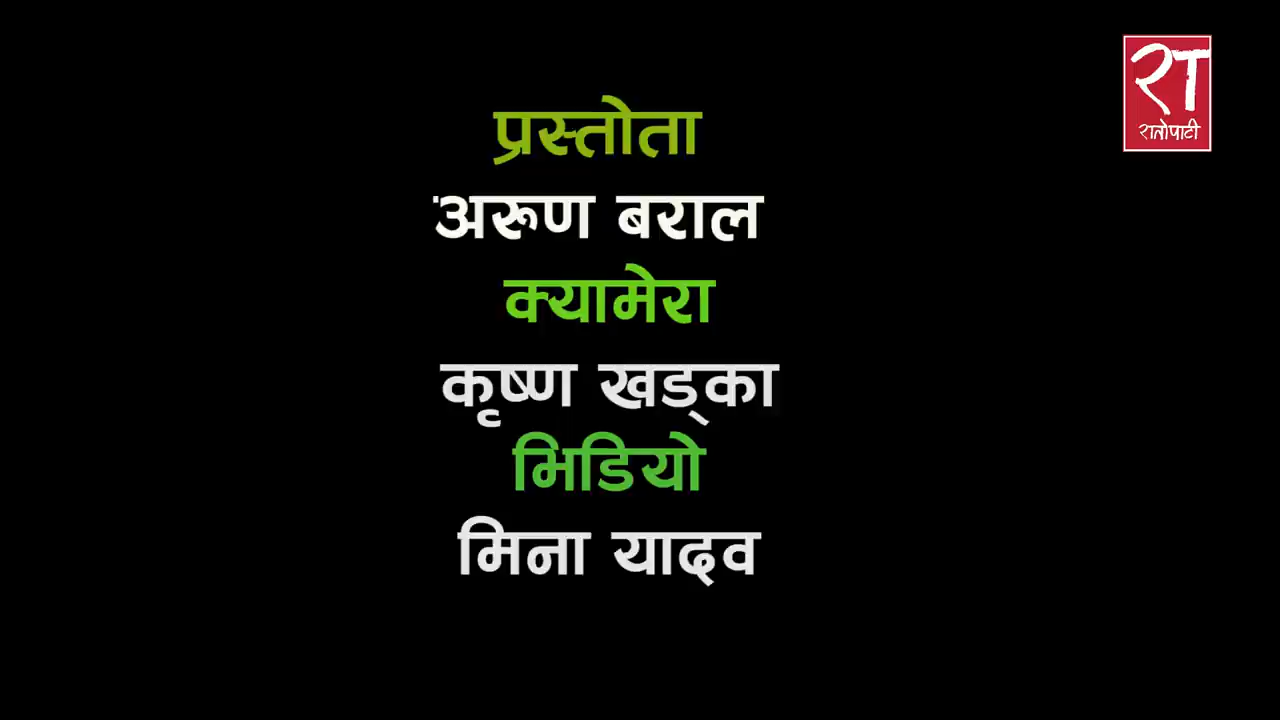 रा
रातोपाटी
प्रस्तोता
अरूण बराल
क्यामेरा
कृष्ण खड्का
भिडियो
मिना यादव